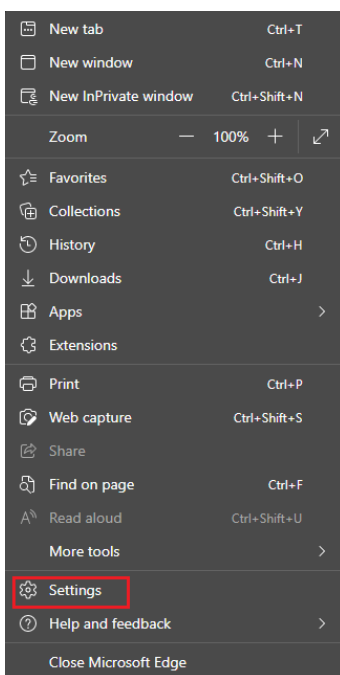 New tab Ctrl+T
New window Ctrl+N
New InPrivate window Ctrl+Shift+N
Zoom — 100% +
Favorites Ctrl+Shift+O
Collections Ctrl+Shift+Y
History Ctrl+H
Downloads Ctrl+J
Apps
Extensions
Print Ctrl+P
Web capture Ctrl+Shift+S
Share
Find on page Ctrl+F
Read aloud Ctrl+Shift+U
More tools
Settings
Help and feedback
Close Microsoft Edge